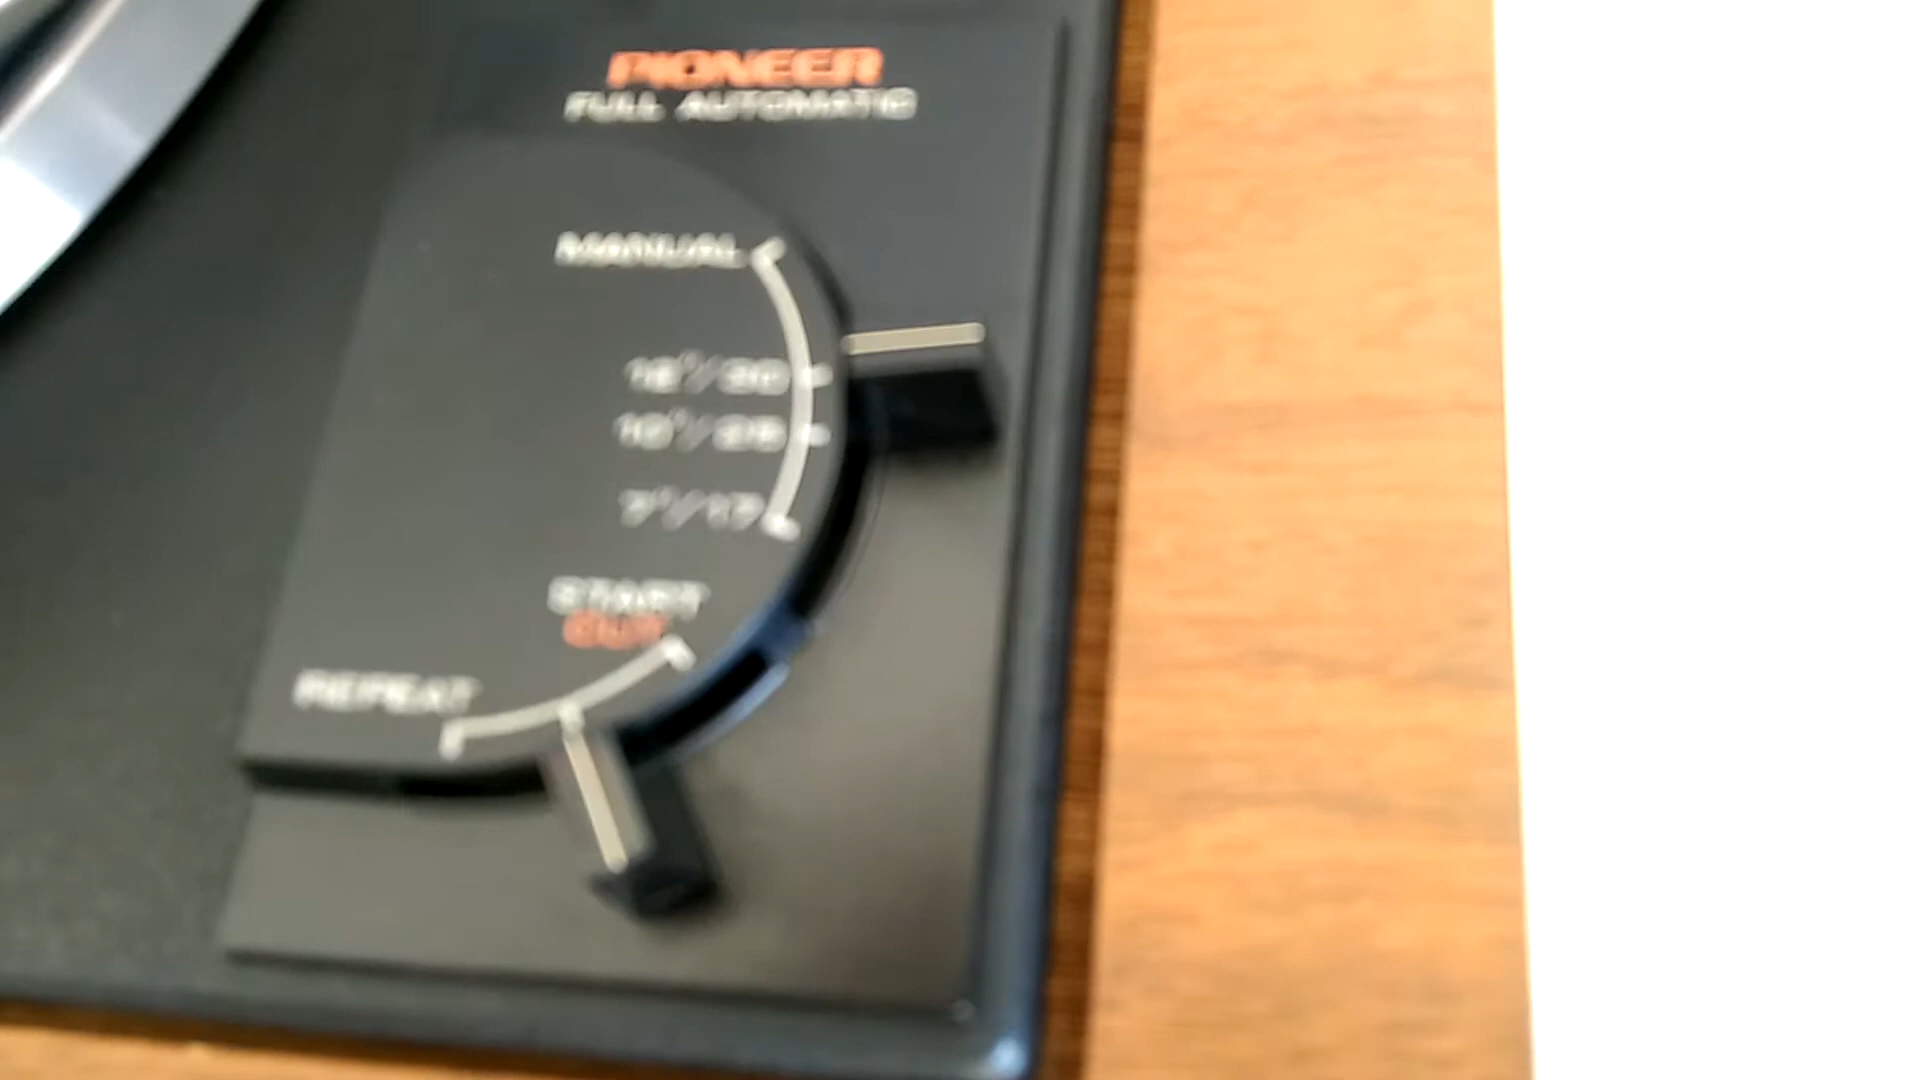 PIONEER
FULL AUTOMATIC
MANUAL
12"/30
10"/25
7"/17
START
CUT
REPEAT